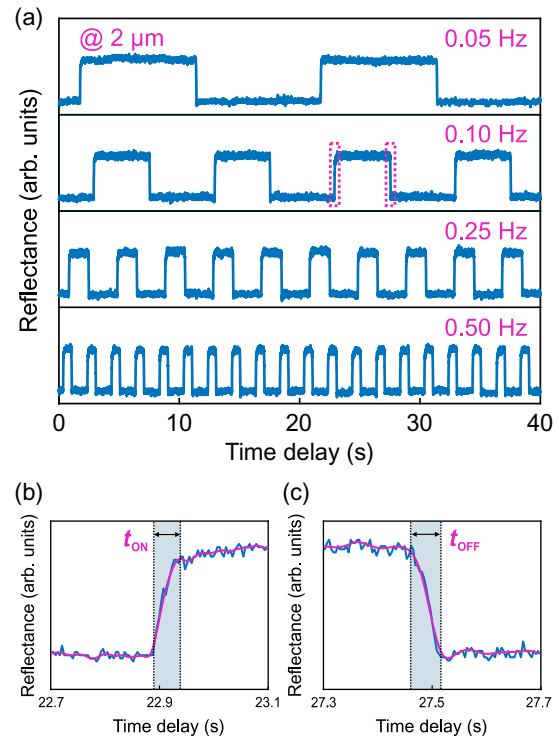 (a)
@ 2 μm
0.05 Hz
0.10 Hz
0.25 Hz
0.50 Hz
Reflectance (arb. units)
0 10 20 30 40
Time delay (s)
(b)
tON
Reflectance (arb. units)
22.7 22.9 23.1
Time delay (s)
(c)
tOFF
Reflectance (arb. units)
27.3 27.5 27.7
Time delay (s)